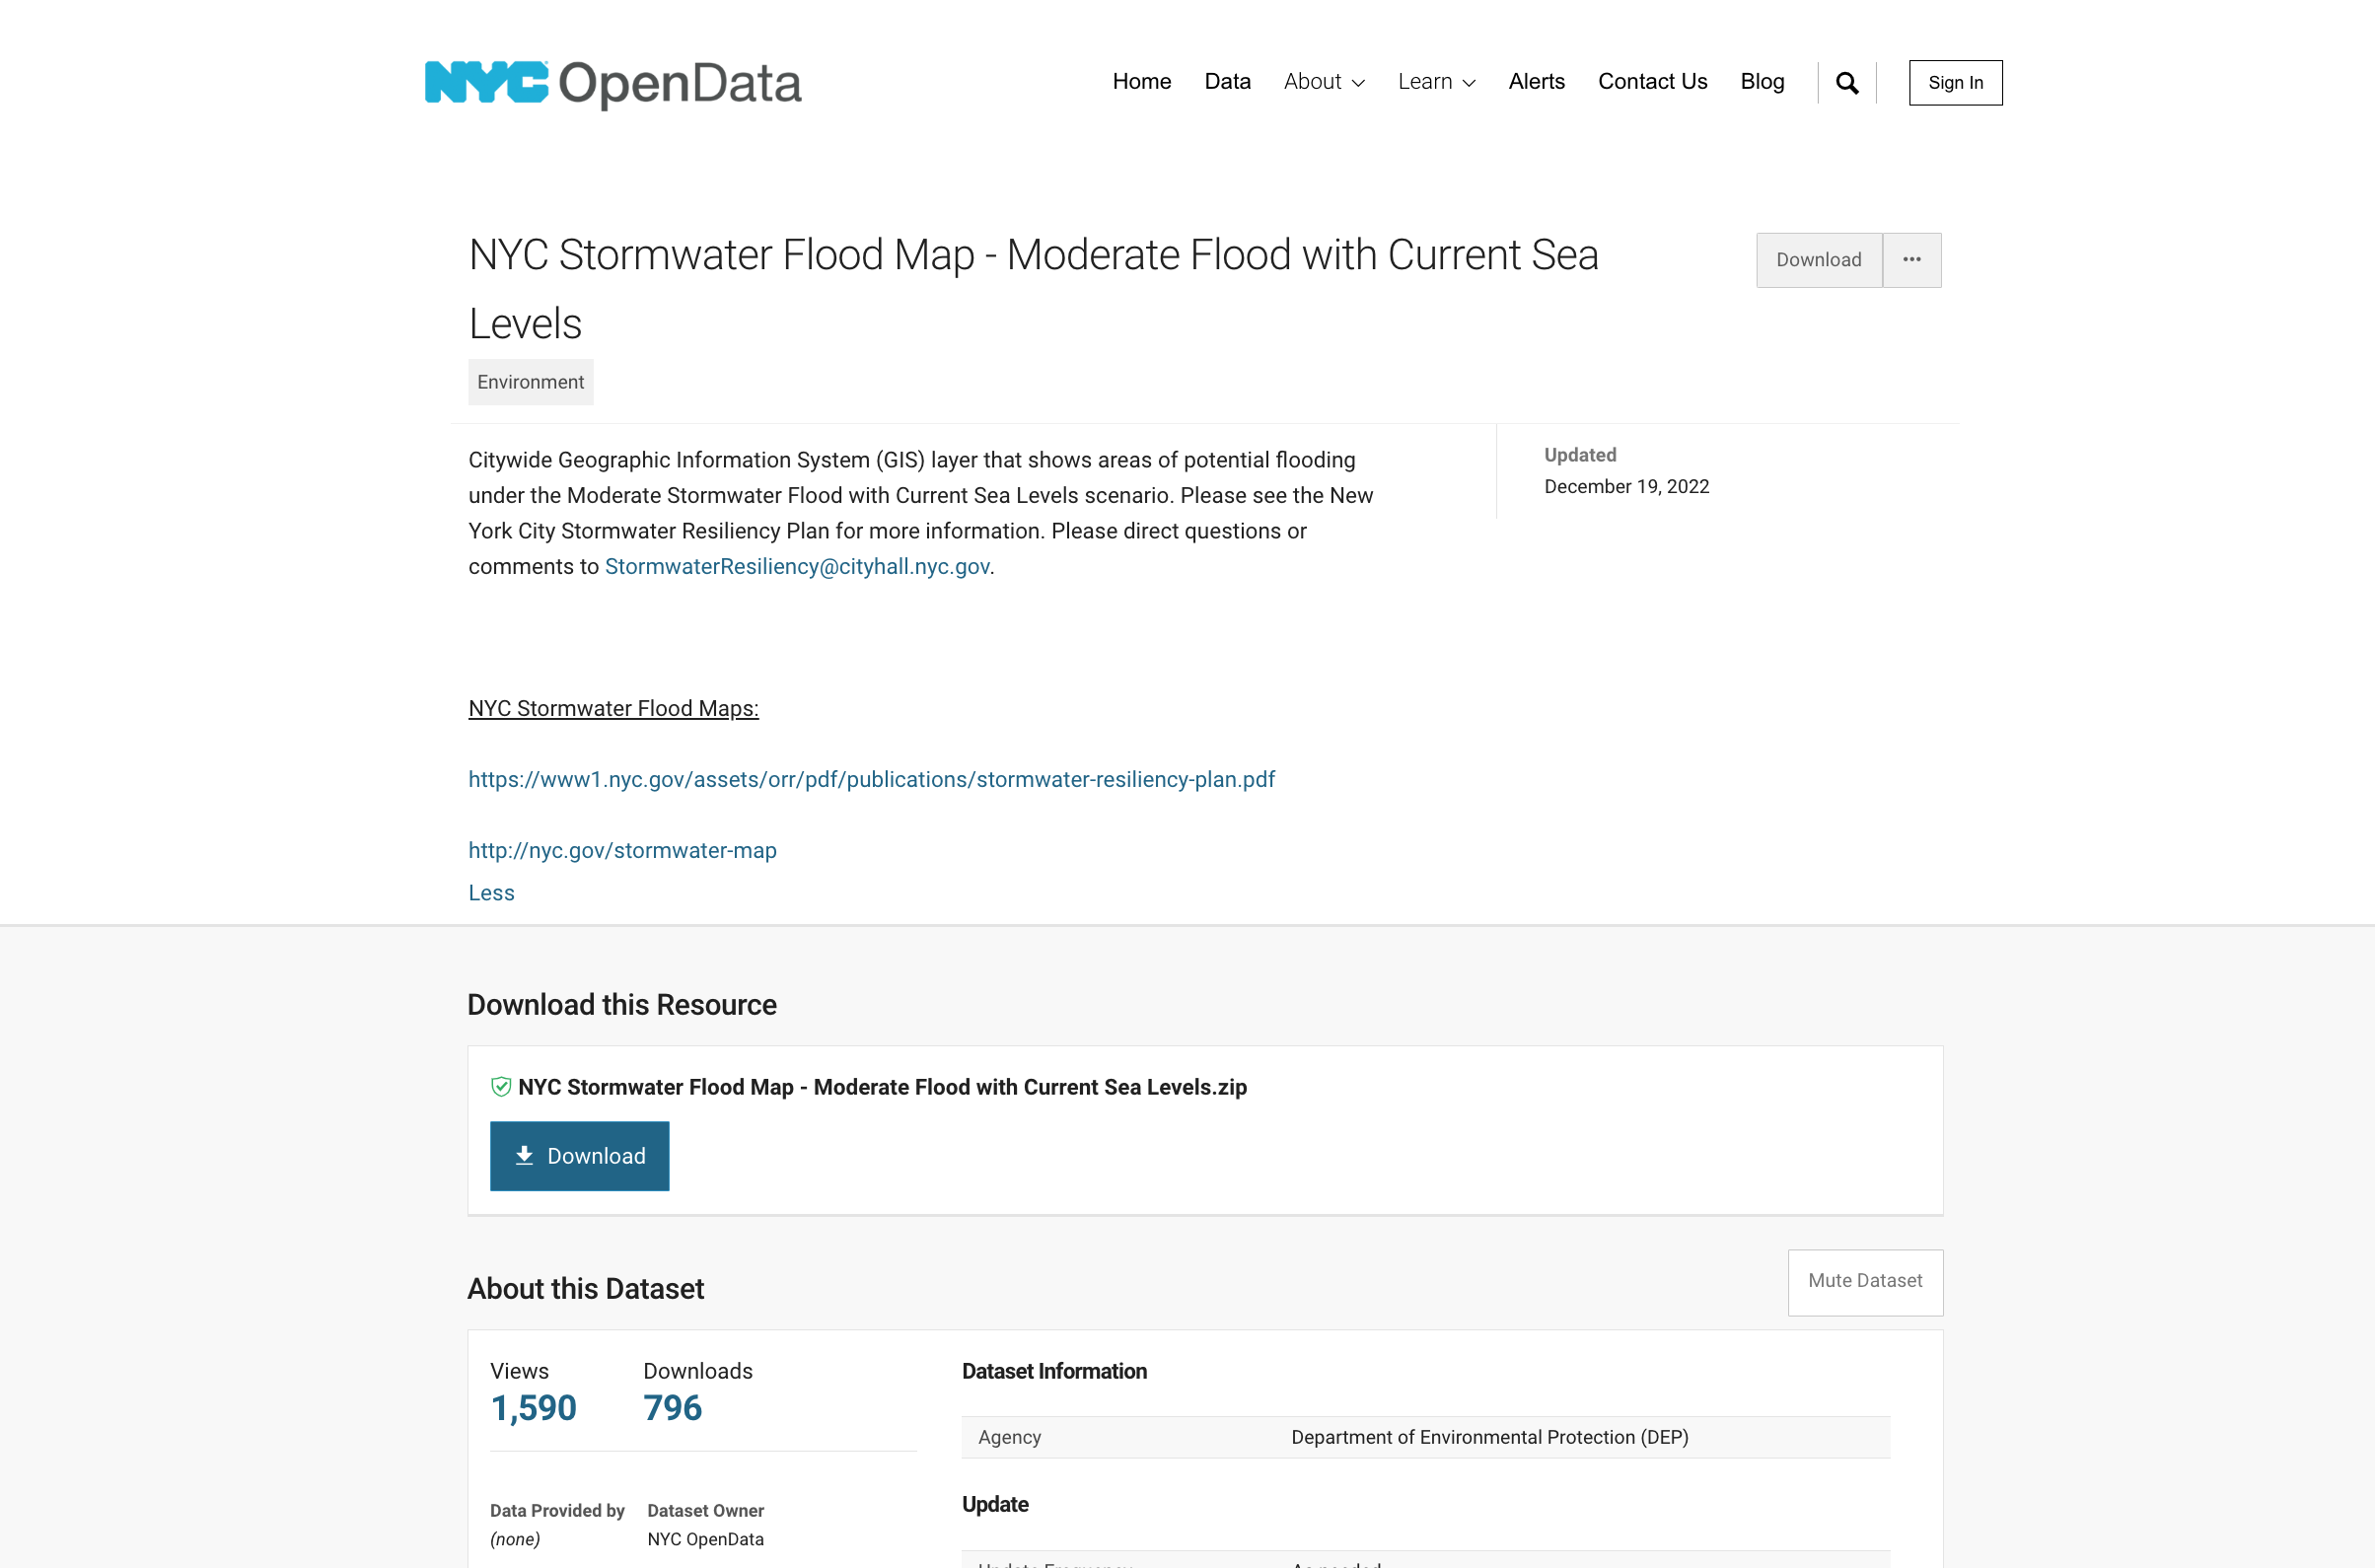 NYC OpenData
Home Data About Learn Alerts Contact Us Blog Sign In
NYC Stormwater Flood Map - Moderate Flood with Current Sea
Levels
Download ...
Environment
Citywide Geographic Information System (GIS) layer that shows areas of potential flooding
under the Moderate Stormwater Flood with Current Sea Levels scenario. Please see the New
York City Stormwater Resiliency Plan for more information. Please direct questions or
comments to StormwaterResiliency@cityhall.nyc.gov.
Updated
December 19, 2022
NYC Stormwater Flood Maps:
https://www1.nyc.gov/assets/orr/pdf/publications/stormwater-resiliency-plan.pdf
http://nyc.gov/stormwater-map
Less
Download this Resource
NYC Stormwater Flood Map - Moderate Flood with Current Sea Levels.zip
Download
About this Dataset
Mute Dataset
Views Downloads
1,590 796
Data Provided by Dataset Owner
(none) NYC OpenData
Dataset Information
Agency Department of Environmental Protection (DEP)
Update